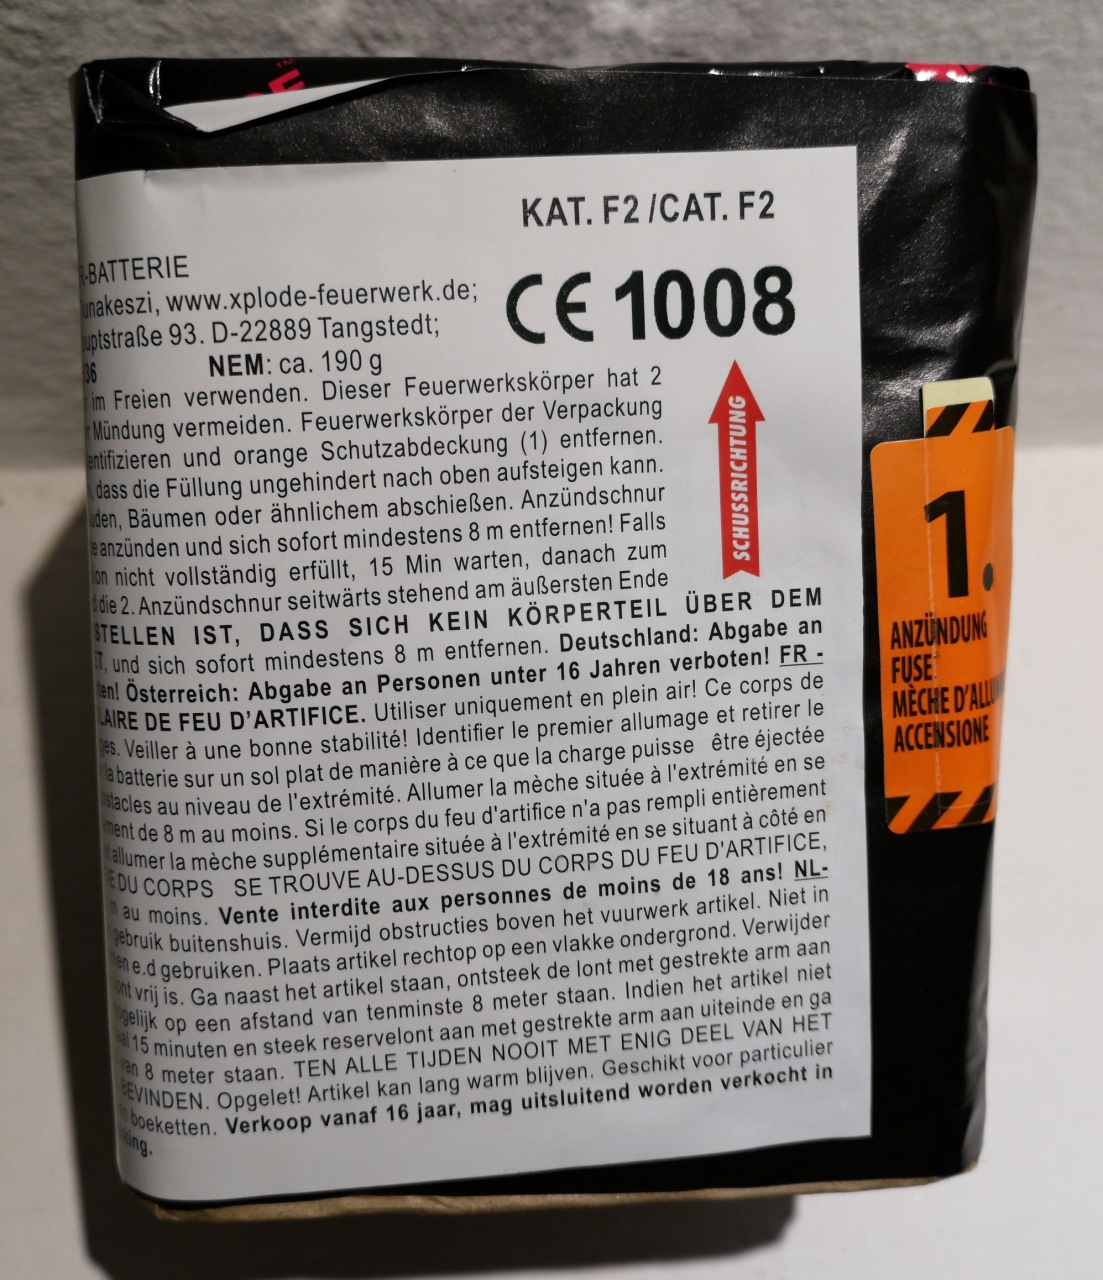 KAT. F2 /CAT. F2
-BATTERIE
www.xplode-feuerwerk.de;
93. D-22889 Tangstedt;
36
NEM: ca. 190 g
CE 1008
im Freien verwenden. Dieser Feuerwerkskörper hat 2
Mündung vermeiden. Feuerwerkskörper der Verpackung
und orange Schutzabdeckung (1) entfernen.
dass die Füllung ungehindert nach oben aufsteigen kann.
Bäumen oder ähnlichem abschießen. Anzündschnur
anzünden und sich sofort mindestens 8 m entfernen! Falls
nicht vollständig erfüllt, 15 Min warten, danach zum
die 2. Anzündschnur seitwärts stehend am äußersten Ende
STELLEN IST, DASS SICH KEIN KÖRPERTEIL ÜBER DEM
und sich sofort mindestens 8 m entfernen. Deutschland: Abgabe an
Österreich: Abgabe an Personen unter 16 Jahren verboten! FR -
LAIRE DE FEU D'ARTIFICE. Utiliser uniquement en plein air! Ce corps de
Veiller à une bonne stabilité! Identifier le premier allumage et retirer le
la batterie sur un sol plat de manière à ce que la charge puisse être éjectée
au niveau de l'extrémité. Allumer la mèche située à l'extrémité en se
de 8 m au moins. Si le corps du feu d'artifice n'a pas rempli entièrement
allumer la mèche supplémentaire située à l'extrémité en se situant à côté en
DU CORPS SE TROUVE AU-DESSUS DU CORPS DU FEU D'ARTIFICE,
au moins. Vente interdite aux personnes de moins de 18 ans! NL-
gebruik buitenshuis. Vermijd obstructies boven het vuurwerk artikel. Niet in
e.d gebruiken. Plaats artikel rechtop op een vlakke ondergrond. Verwijder
vrij is. Ga naast het artikel staan, ontsteek de lont met gestrekte arm aan
op een afstand van tenminste 8 meter staan. Indien het artikel niet
15 minuten en steek reservelont aan met gestrekte arm aan uiteinde en ga
van 8 meter staan. TEN ALLE TIJDEN NOOIT MET ENIG DEEL VAN HET
BEVINDEN. Opgelet! Artikel kan lang warm blijven. Geschikt voor particulier
boeketten. Verkoop vanaf 16 jaar, mag uitsluitend worden verkocht in
SCHUSSRICHTUNG
1.
ANZÜNDUNG
FUSE
MÈCHE D'ALLUM
ACCENSIONE